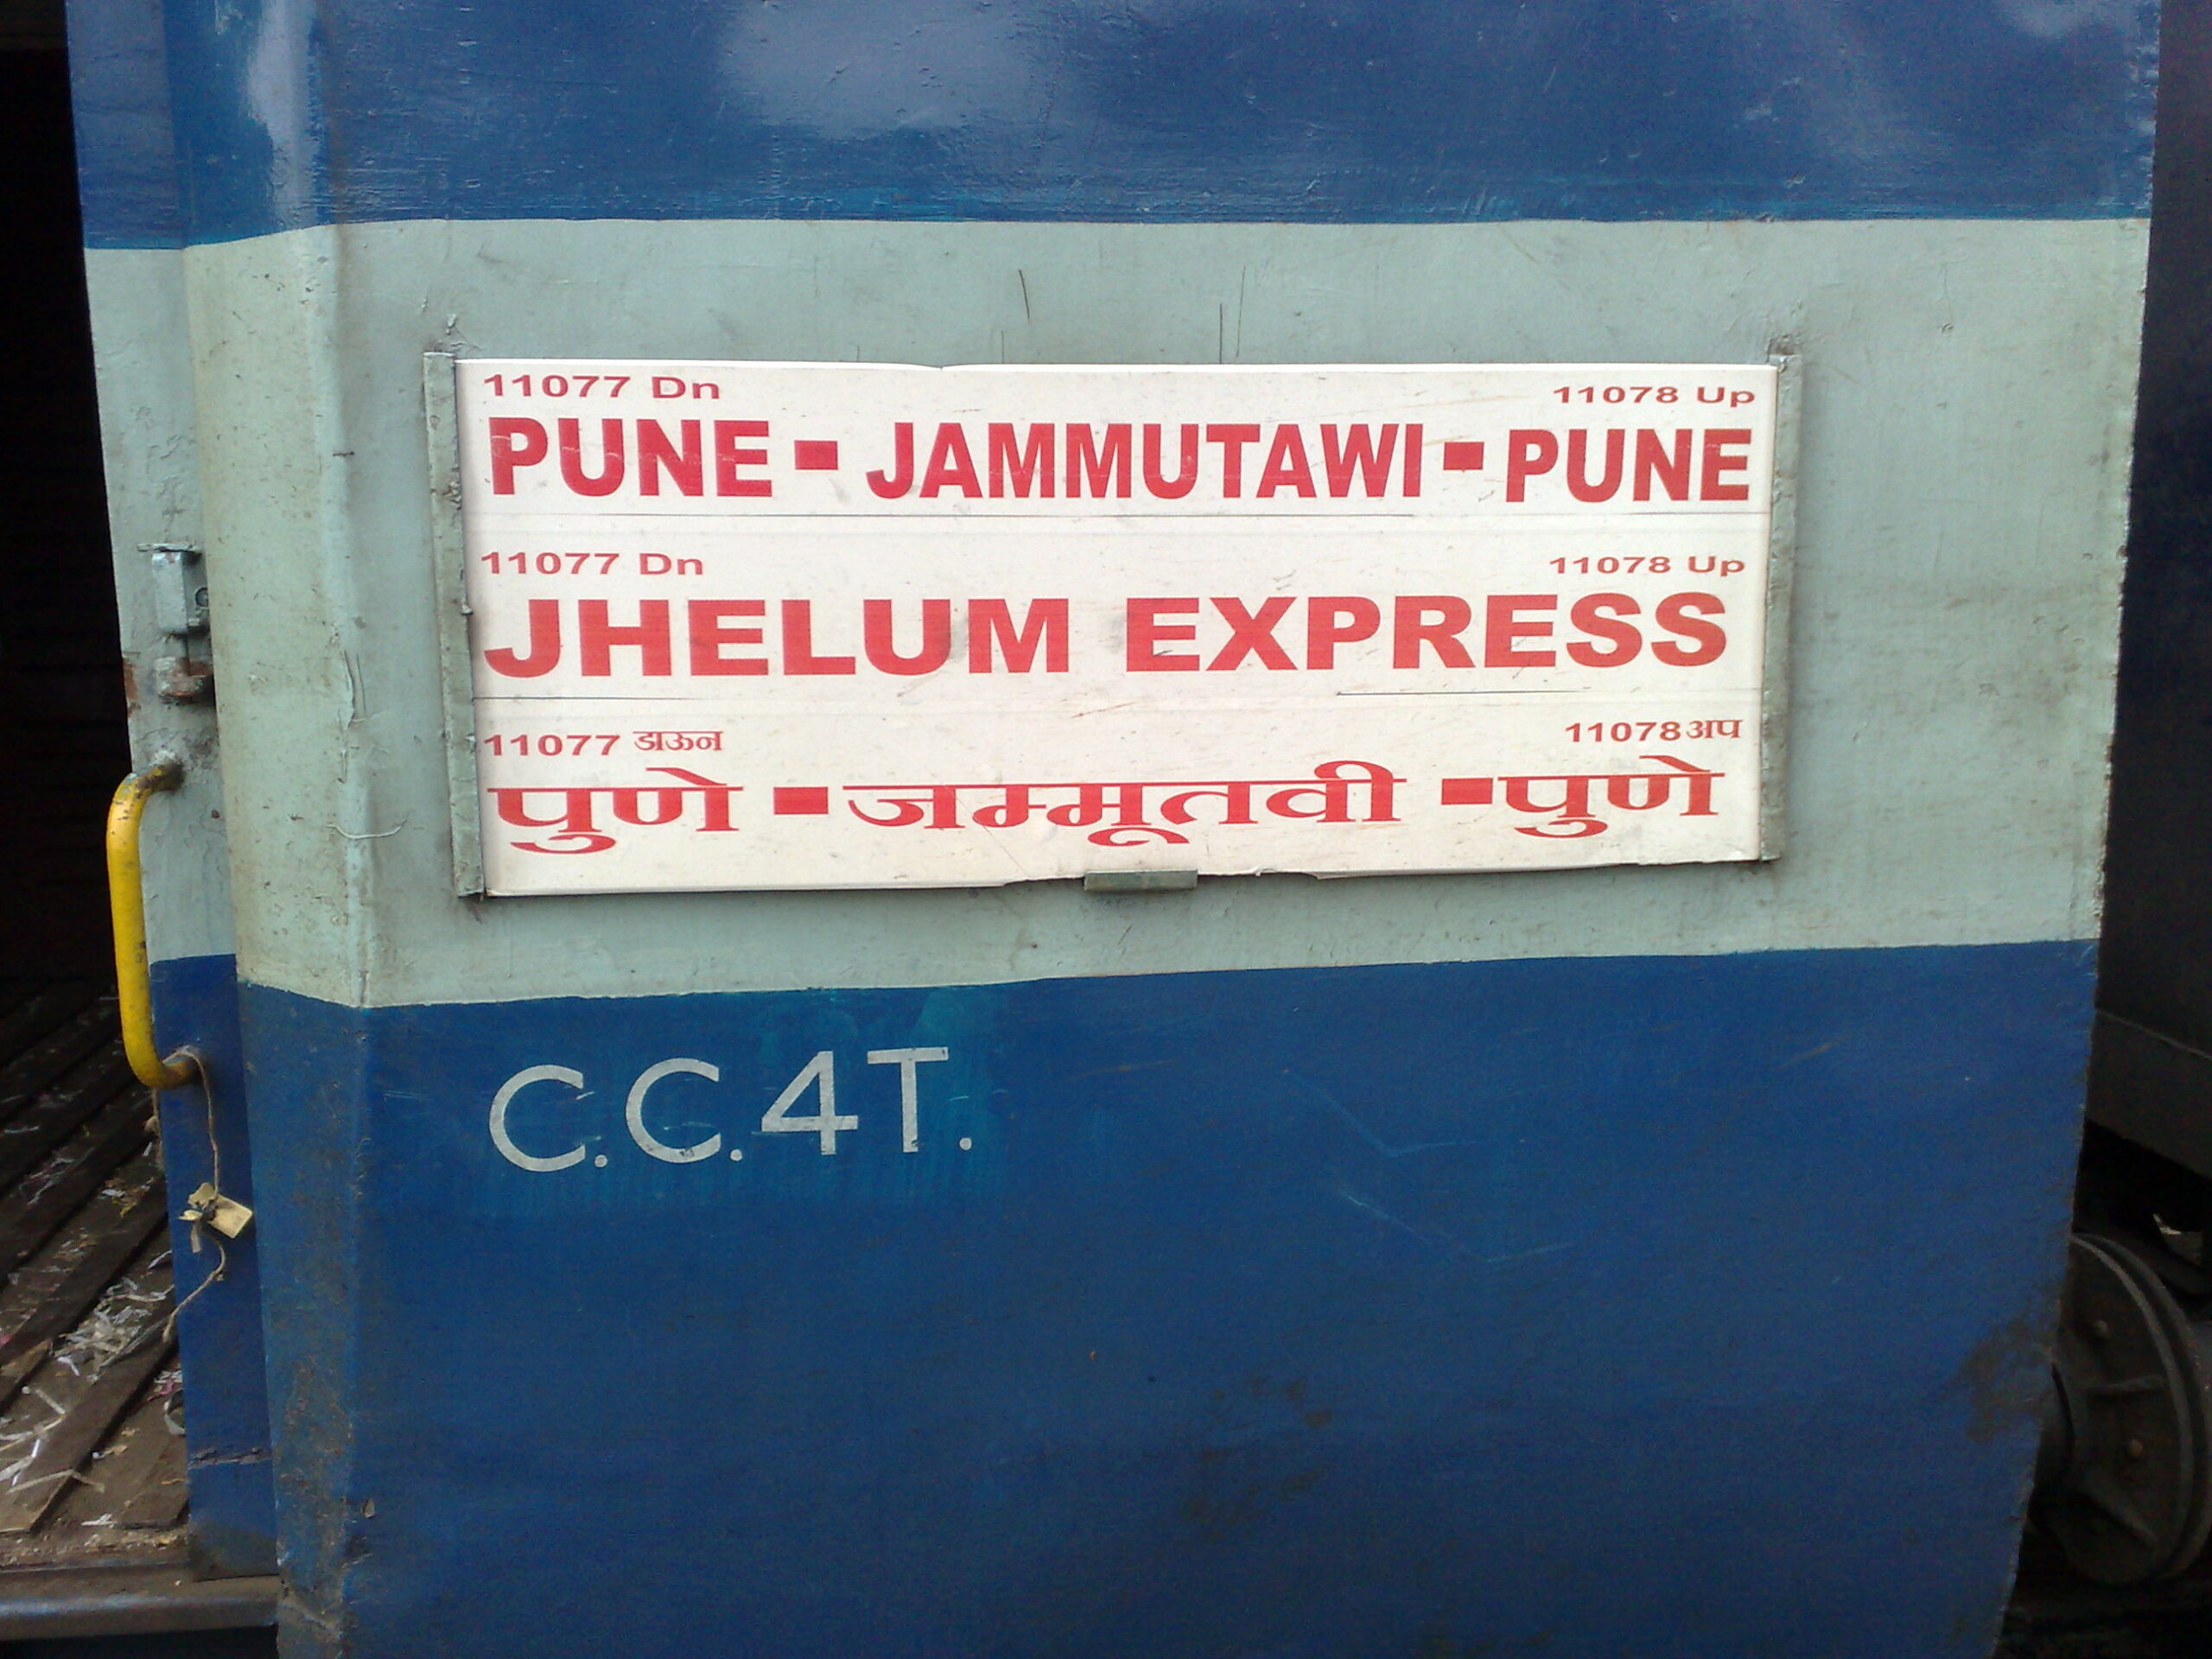 11077 Dn 11078 Up
PUNE - JAMMUTAWI - PUNE
11077 Dn 11078 Up
JHELUM EXPRESS
11077 डाऊन 11078 अप
पुणे - जम्मूतवी - पुणे
C.C.4T.